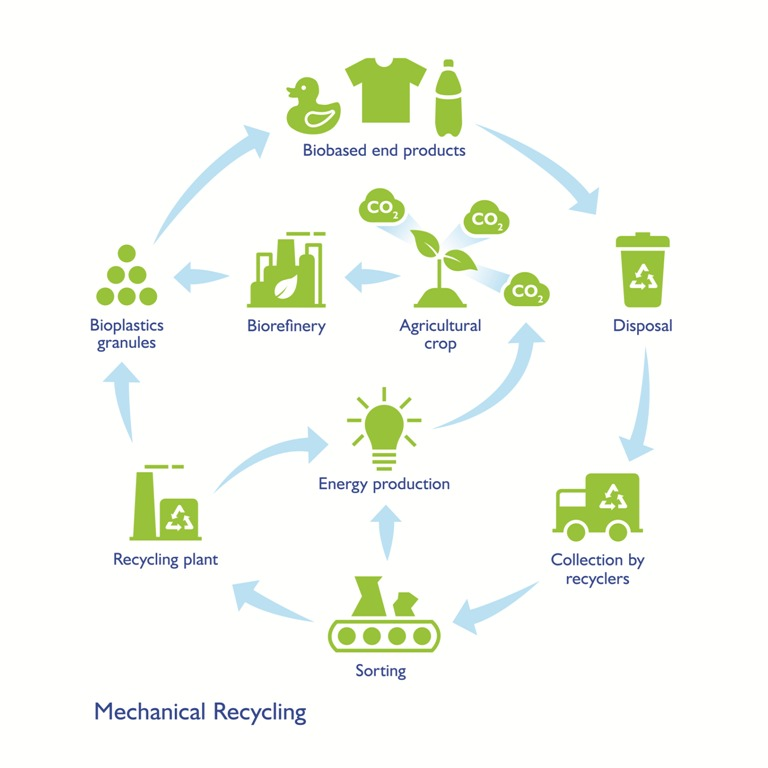 Biobased end products
CO2
CO2
CO2
Bioplastics
granules
Biorefinery
Agricultural
crop
Disposal
Energy production
Recycling plant
Collection by
recyclers
Sorting
Mechanical Recycling